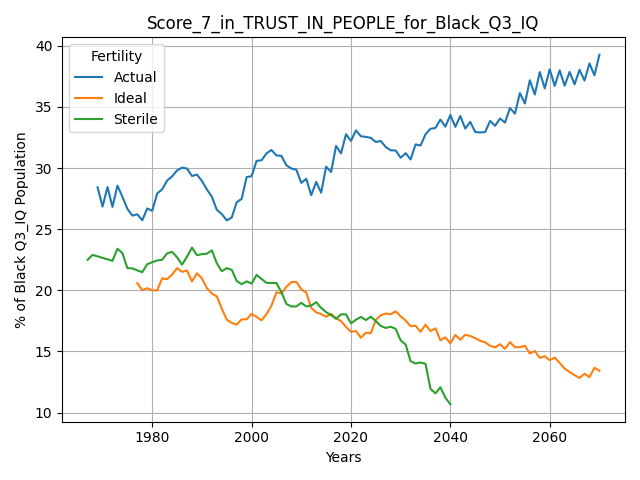 Score_7_in_TRUST_IN_PEOPLE_for_Black_Q3_IQ
Fertility
Actual
Ideal
Sterile
% of Black Q3_IQ Population
40
35
30
25
20
15
10
1980
2000
2020
2040
2060
Years